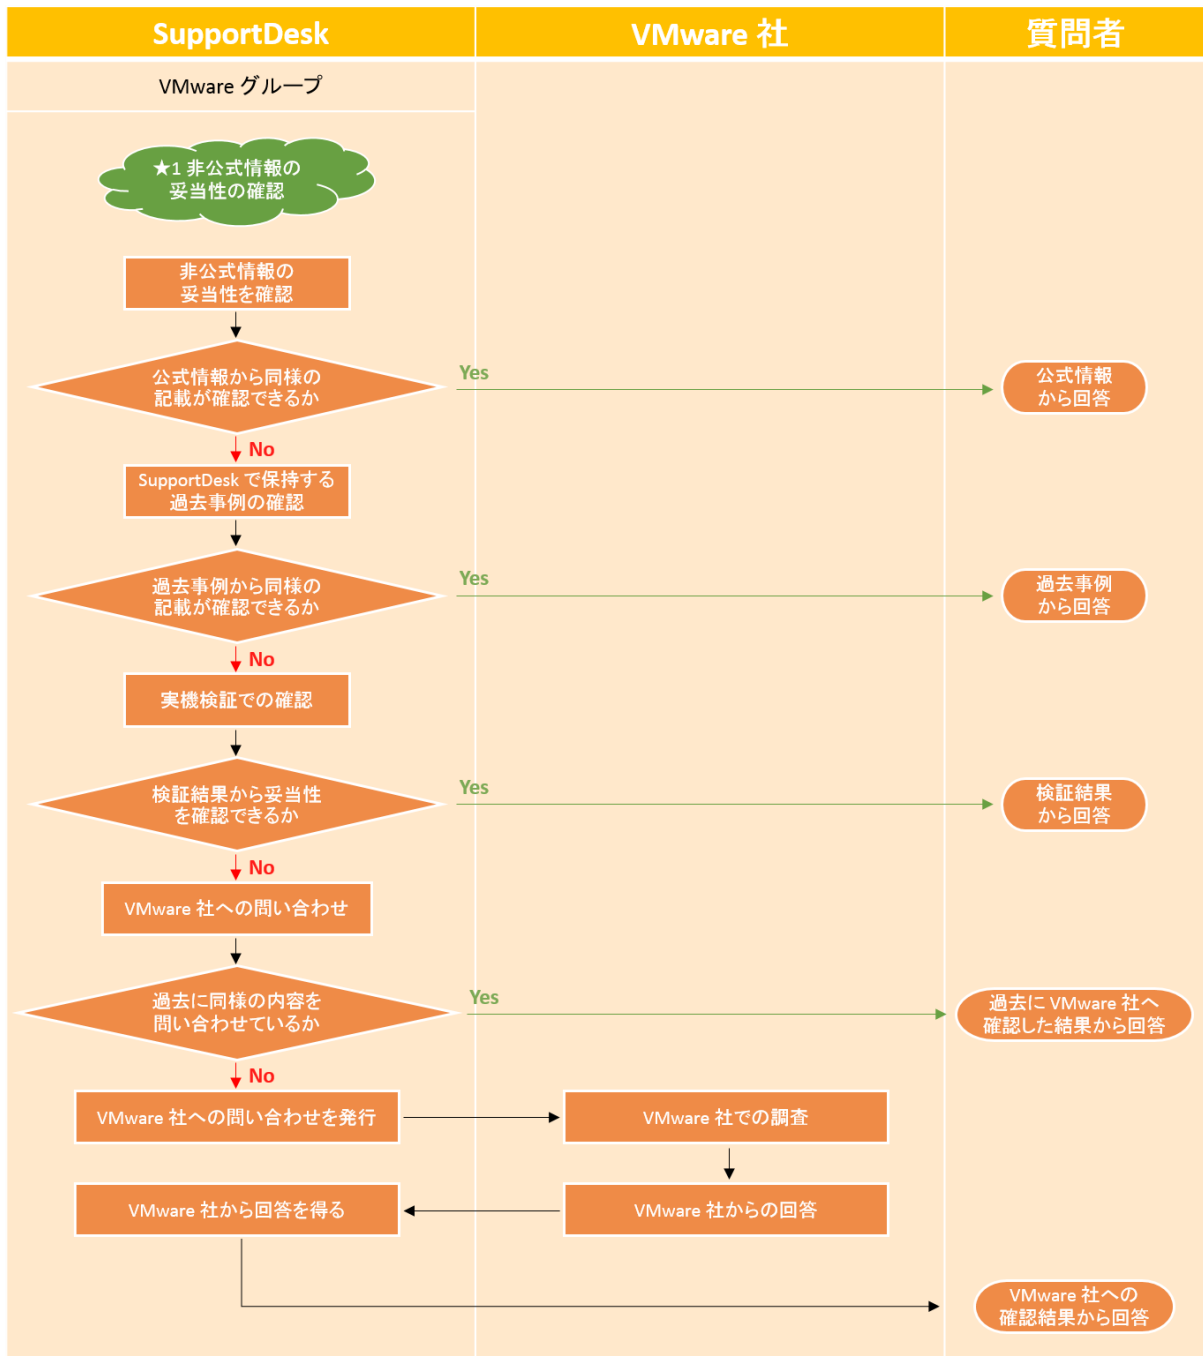 SupportDesk
VMware 社
質問者
VMware グループ
★1 非公式情報の
妥当性の確認
非公式情報の
妥当性を確認
公式情報から同様の
記載が確認できるか
Yes
公式情報
から回答
No
SupportDesk で保持する
過去事例の確認
過去事例から同様の
記載が確認できるか
Yes
過去事例
から回答
No
実機検証での確認
検証結果から妥当性
を確認できるか
Yes
検証結果
から回答
No
VMware 社への問い合わせ
過去に同様の内容を
問い合わせているか
Yes
過去に VMware 社へ
確認した結果から回答
No
VMware 社への問い合わせを発行
VMware 社での調査
VMware 社から回答を得る
VMware 社からの回答
VMware 社への
確認結果から回答